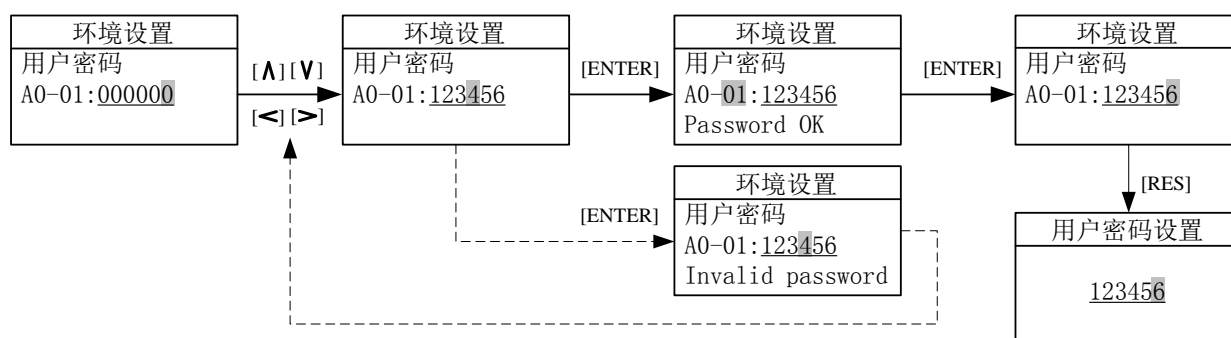 环境设置
用户密码
A0-01:000000
[∧][∨]
[<][>]
环境设置
用户密码
A0-01:123456
[ENTER]
环境设置
用户密码
A0-01:123456
Password OK
[ENTER]
环境设置
用户密码
A0-01:123456
[RES]
[ENTER]
环境设置
用户密码
A0-01:123456
Invalid password
用户密码设置
123456